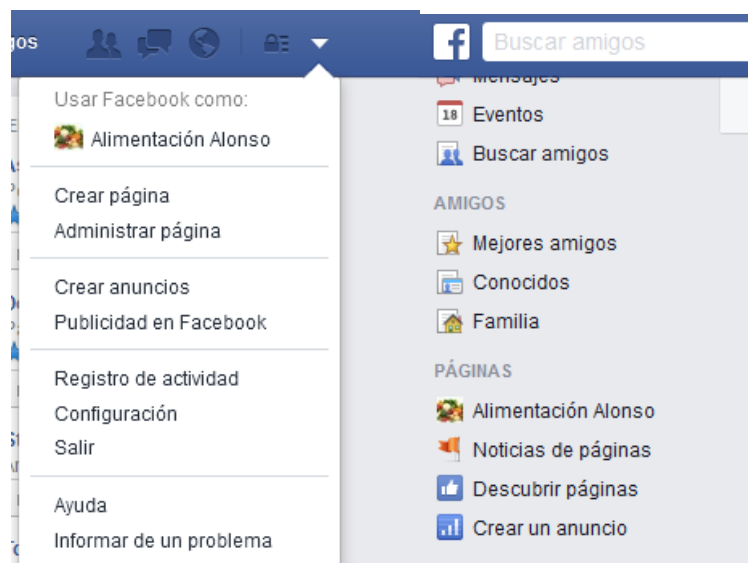 gos
Usar Facebook como:
Alimentación Alonso
Crear página
Administrar página
Crear anuncios
Publicidad en Facebook
Registro de actividad
Configuración
Salir
Ayuda
Informar de un problema
Buscar amigos
Mensajes
18 Eventos
Buscar amigos
AMIGOS
Mejores amigos
Conocidos
Familia
PÁGINAS
Alimentación Alonso
Noticias de páginas
Descubrir páginas
Crear un anuncio